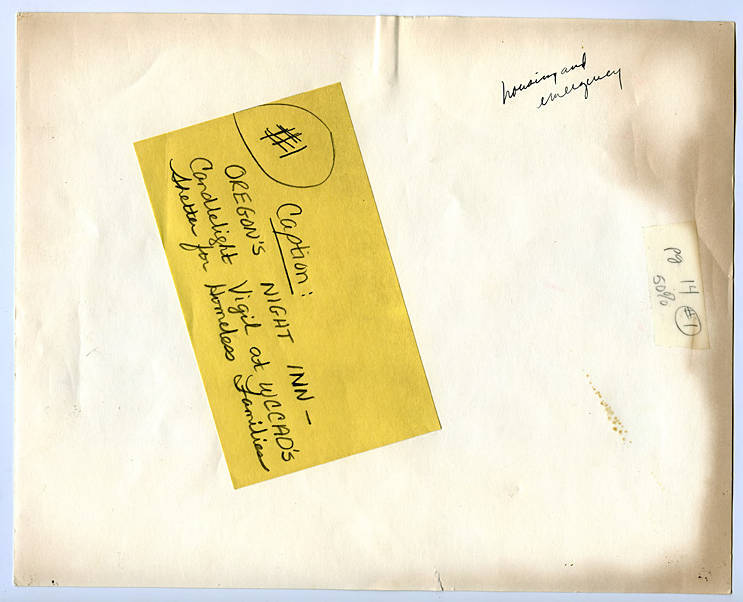 housing and
emergency
#1
Caption:
OREGON'S NIGHT INN –
Candlelight Vigil at WCCAO's
Shelter for Homeless Families
pg 14 #1
50%